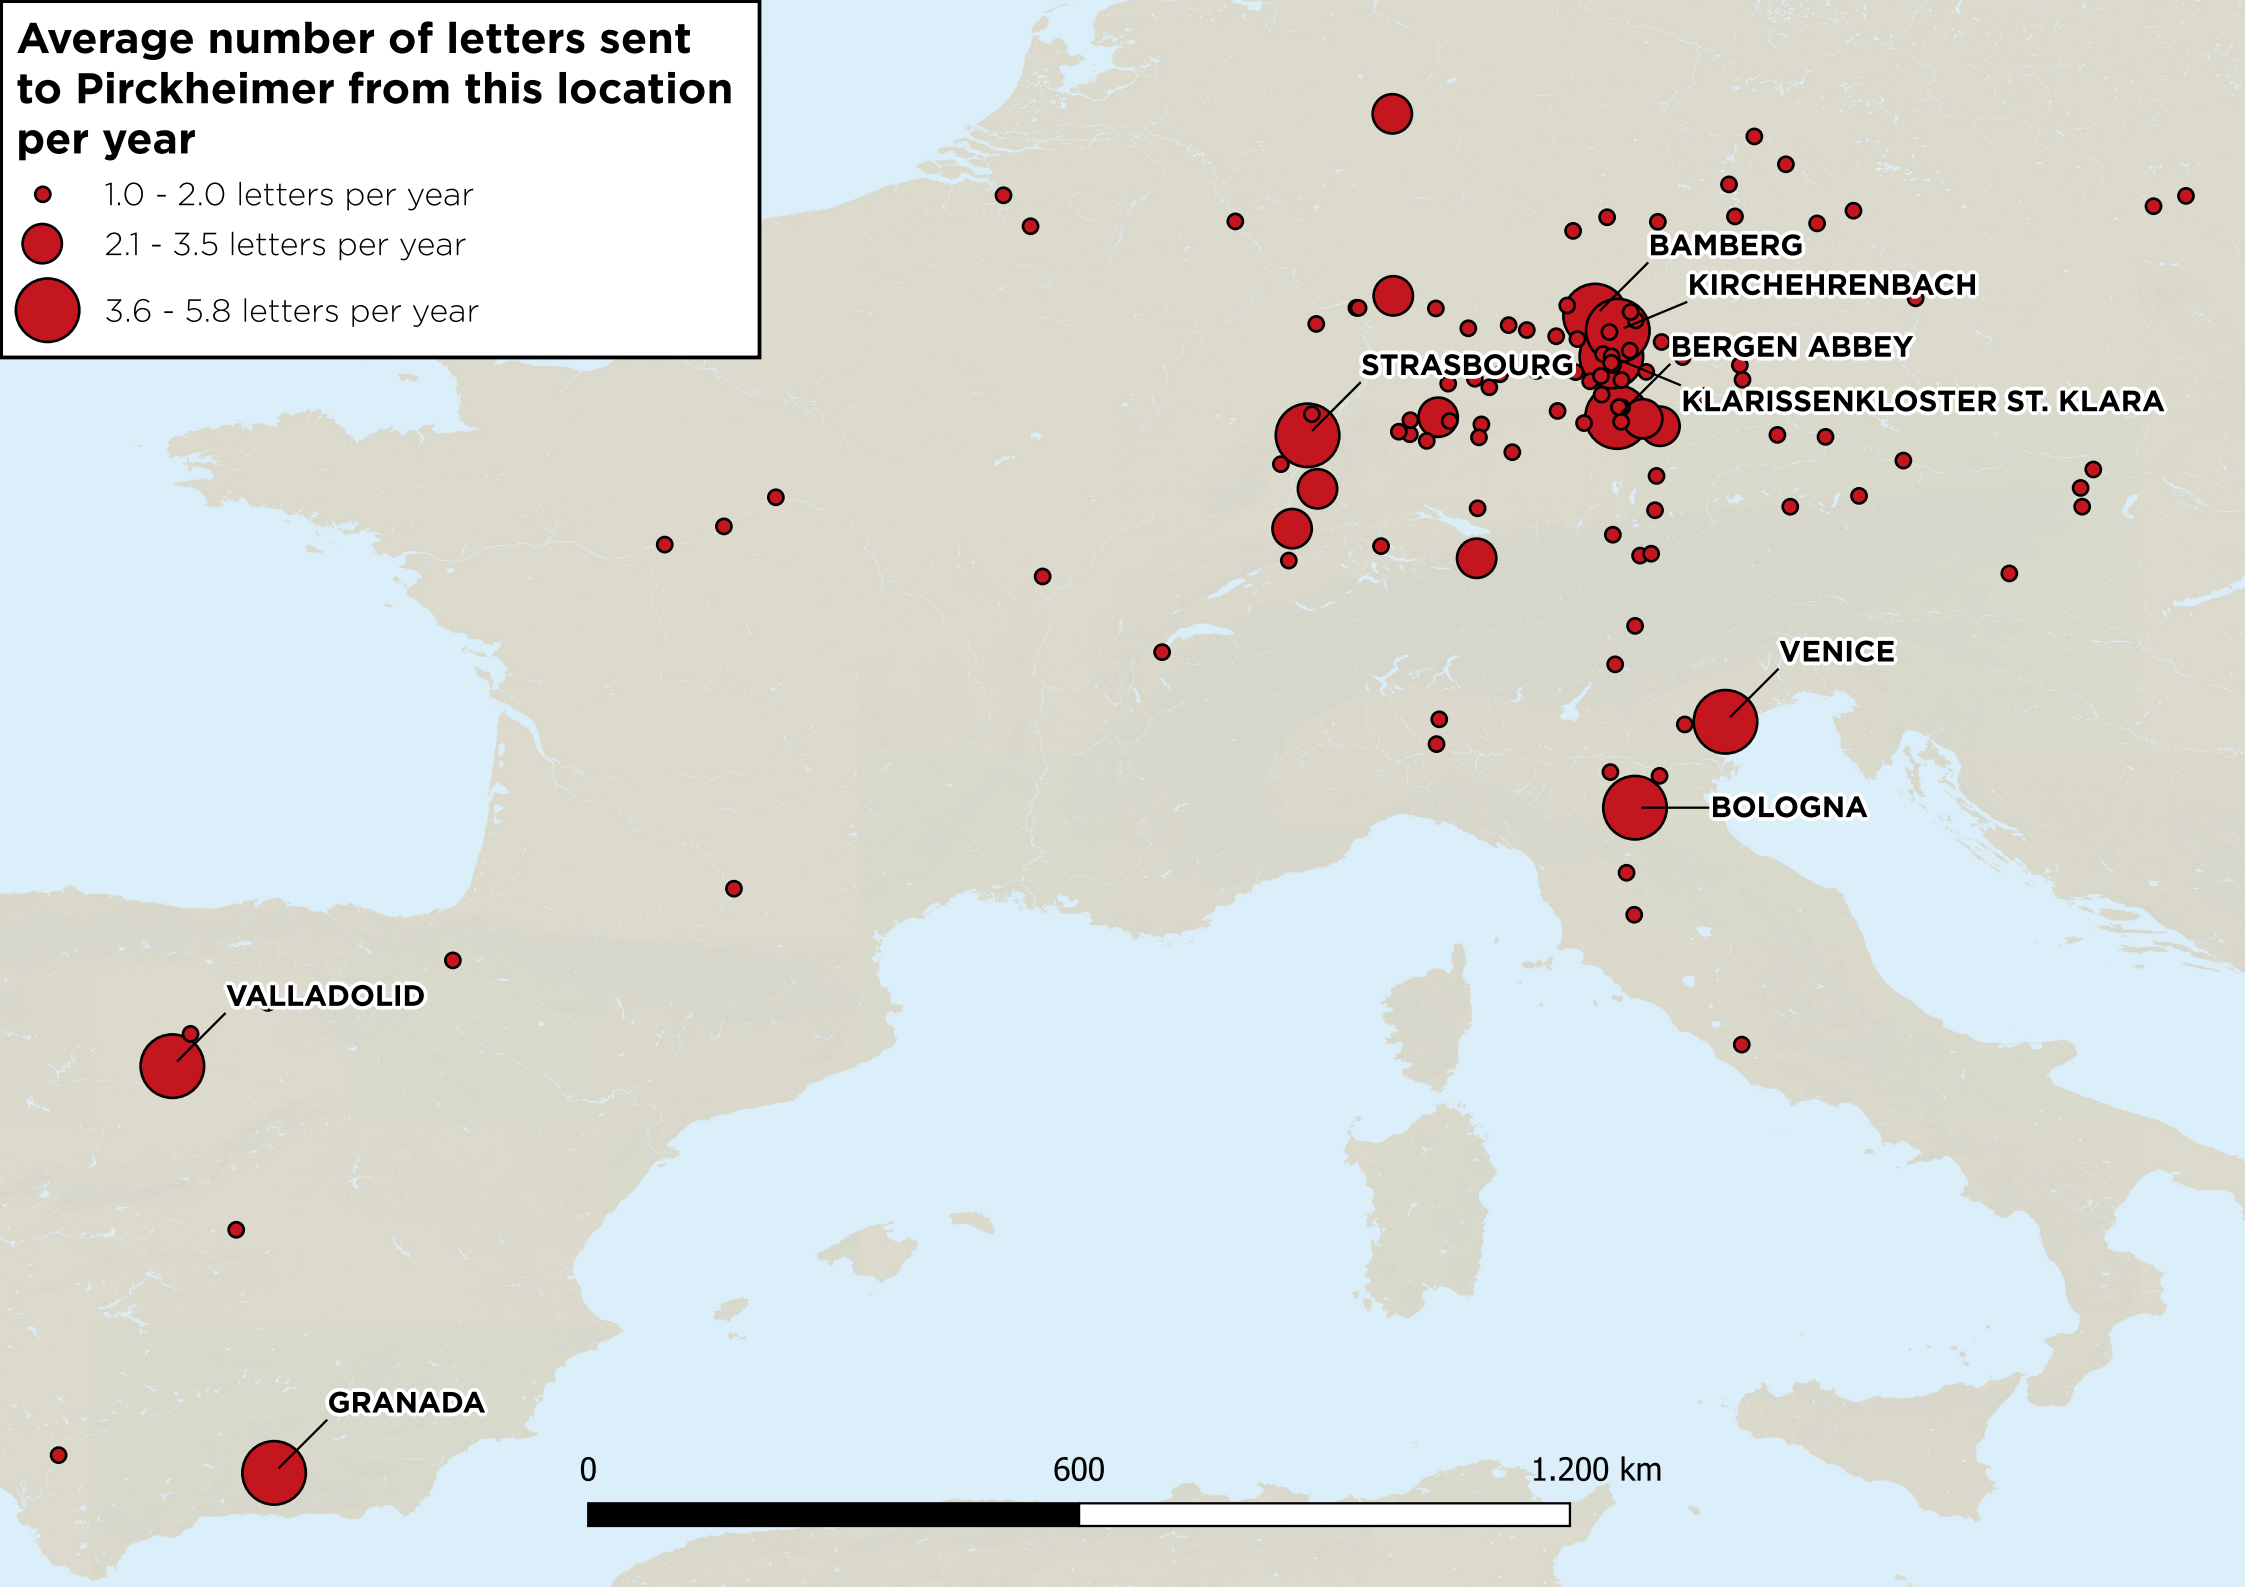 Average number of letters sent
to Pirckheimer from this location
per year
1.0 - 2.0 letters per year
2.1 - 3.5 letters per year
3.6 - 5.8 letters per year
BAMBERG
KIRCHEHRENBACH
BERGEN ABBEY
STRASBOURG
KLARISSENKLOSTER ST. KLARA
VENICE
BOLOGNA
VALLADOLID
GRANADA
0 600 1.200 km